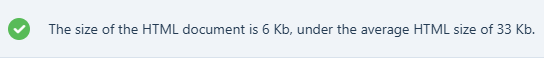 The size of the HTML document is 6 Kb, under the average HTML size of 33 Kb.